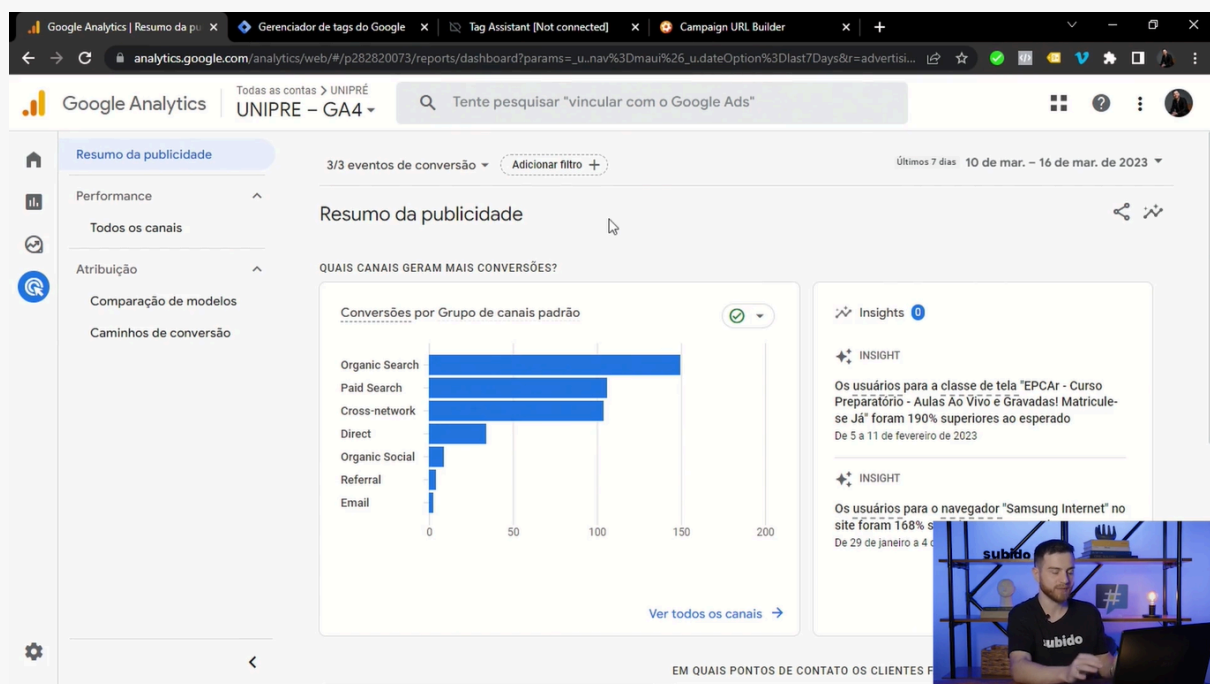 Google Analytics | Resumo da pu
Gerenciador de tags do Google
Tag Assistant [Not connected]
Campaign URL Builder
analytics.google.com/analytics/web/#/p282820073/reports/dashboard?params=_u..nav%3Dmaui%26_u.dateOption%3Dlast7Days&r=advertisi...
Google Analytics
Todas as contas > UNIPRÉ
UNIPRE – GA4
Tente pesquisar "vincular com o Google Ads"
Resumo da publicidade
Performance
Todos os canais
Atribuição
Comparação de modelos
Caminhos de conversão
3/3 eventos de conversão
Adicionar filtro +
Últimos 7 dias 10 de mar. – 16 de mar. de 2023
Resumo da publicidade
QUAIS CANAIS GERAM MAIS CONVERSÕES?
Conversões por Grupo de canais padrão
Organic Search
Paid Search
Cross-network
Direct
Organic Social
Referral
Email
0 50 100 150 200
Ver todos os canais
Insights 0
INSIGHT
Os usuários para a classe de tela "EPCAr - Curso
Preparatório - Aulas Ao Vivo e Gravadas! Matricule-
se Já" foram 190% superiores ao esperado
De 5 a 11 de fevereiro de 2023
INSIGHT
Os usuários para o navegador "Samsung Internet" no
site foram 168% s
De 29 de janeiro a 4
EM QUAIS PONTOS DE CONTATO OS CLIENTES F
subido
#
subido